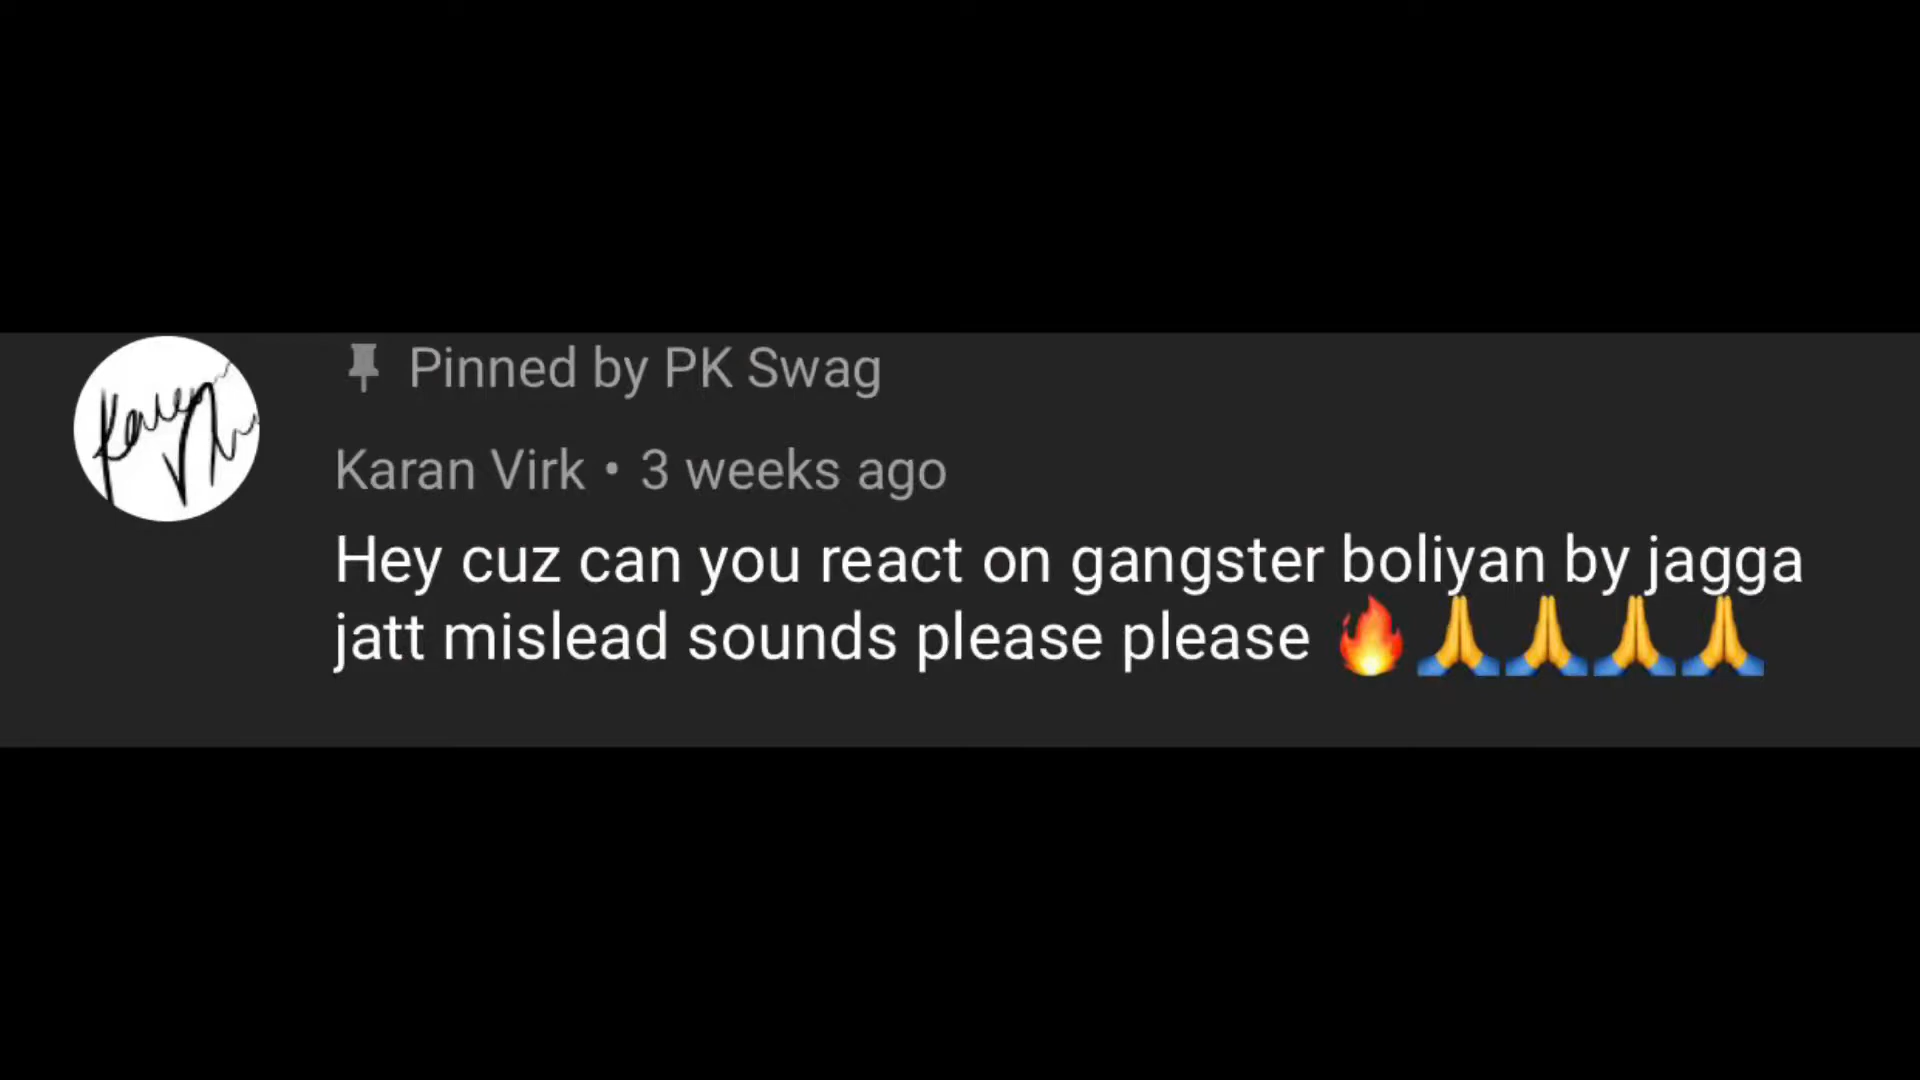 Pinned by PK Swag
Karan Virk • 3 weeks ago
Hey cuz can you react on gangster boliyan by jagga
jatt mislead sounds please please 🔥🙏🙏🙏🙏